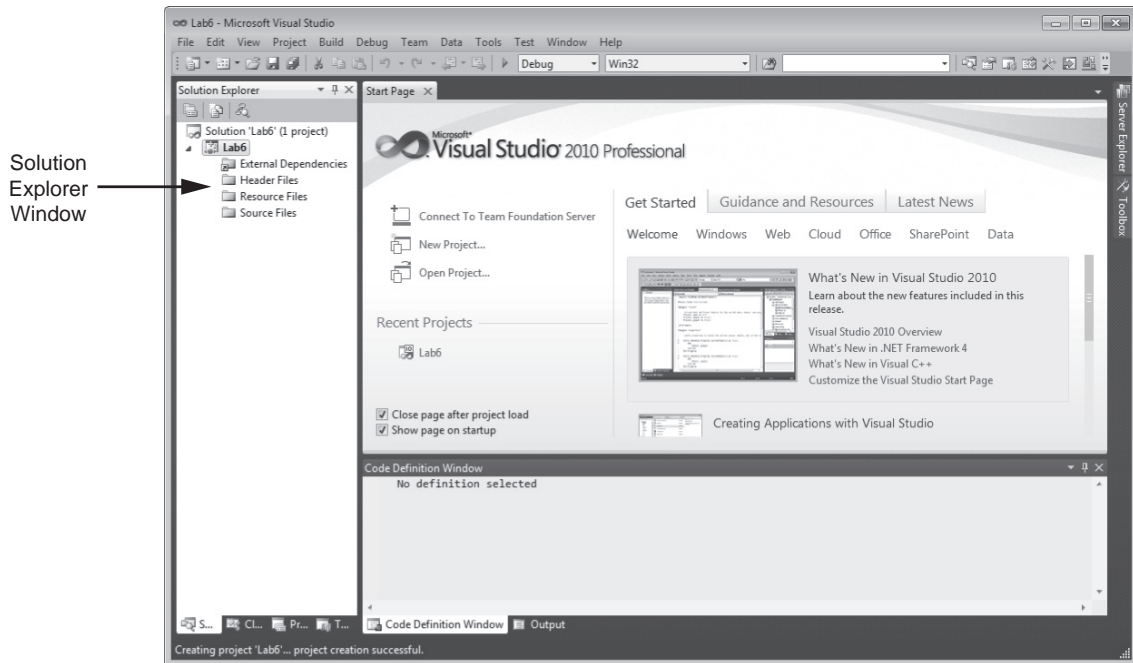 Lab6 - Microsoft Visual Studio
File Edit View Project Build Debug Team Data Tools Test Window Help
Debug Win32
Solution Explorer
Solution 'Lab6' (1 project)
Lab6
External Dependencies
Header Files
Resource Files
Source Files
Solution
Explorer
Window
Start Page
Microsoft
Visual Studio 2010 Professional
Connect To Team Foundation Server
New Project...
Open Project...
Recent Projects
Lab6
Close page after project load
Show page on startup
Get Started Guidance and Resources Latest News
Welcome Windows Web Cloud Office SharePoint Data
What's New in Visual Studio 2010
Learn about the new features included in this
release.
Visual Studio 2010 Overview
What's New in .NET Framework 4
What's New in Visual C++
Customize the Visual Studio Start Page
Creating Applications with Visual Studio
Server Explorer
Toolbox
Code Definition Window
No definition selected
S... Cl... Pr... T...
Code Definition Window Output
Creating project 'Lab6'... project creation successful.